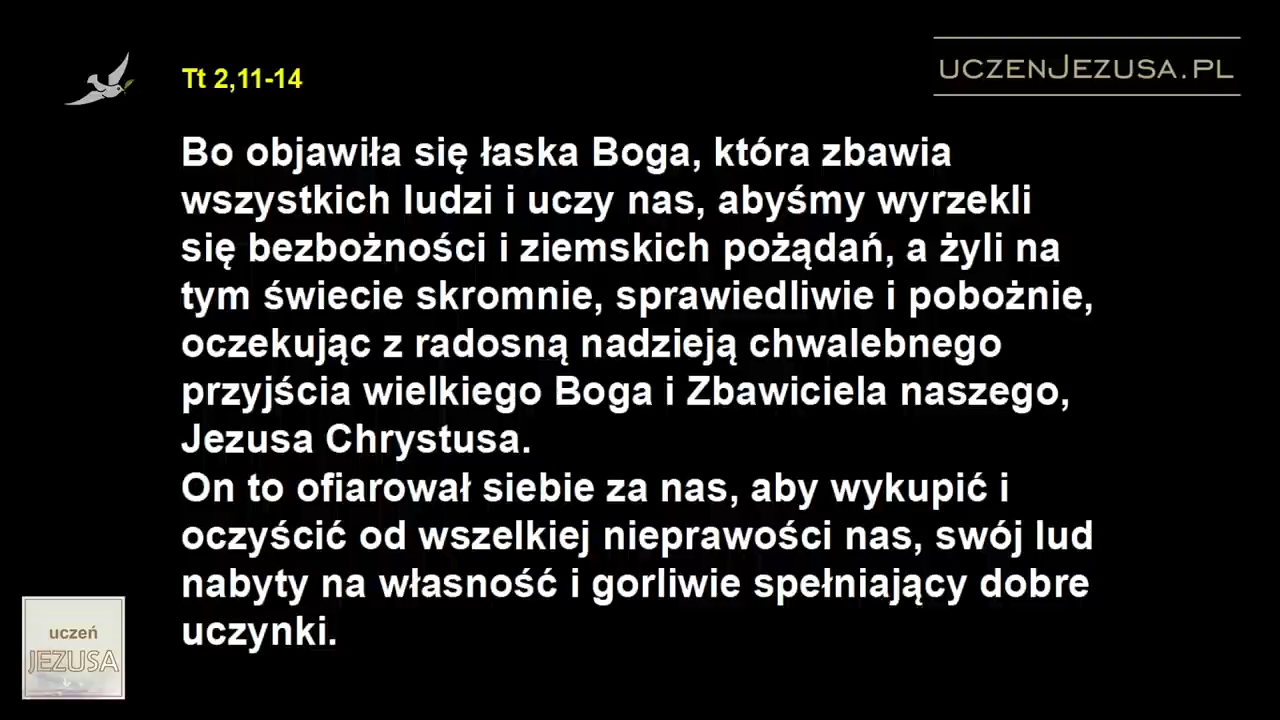 Tt 2,11-14
UCZENJEZUSA.PL
Bo objawiła się łaska Boga, która zbawia
wszystkich ludzi i uczy nas, abyśmy wyrzekli
się bezbożności i ziemskich pożądań, a żyli na
tym świecie skromnie, sprawiedliwie i pobożnie,
oczekując z radosną nadzieją chwalebnego
przyjścia wielkiego Boga i Zbawiciela naszego,
Jezusa Chrystusa.
On to ofiarował siebie za nas, aby wykupić i
oczyścić od wszelkiej nieprawości nas, swój lud
nabyty na własność i gorliwie spełniający dobre
uczynki.
uczeń
JEZUSA